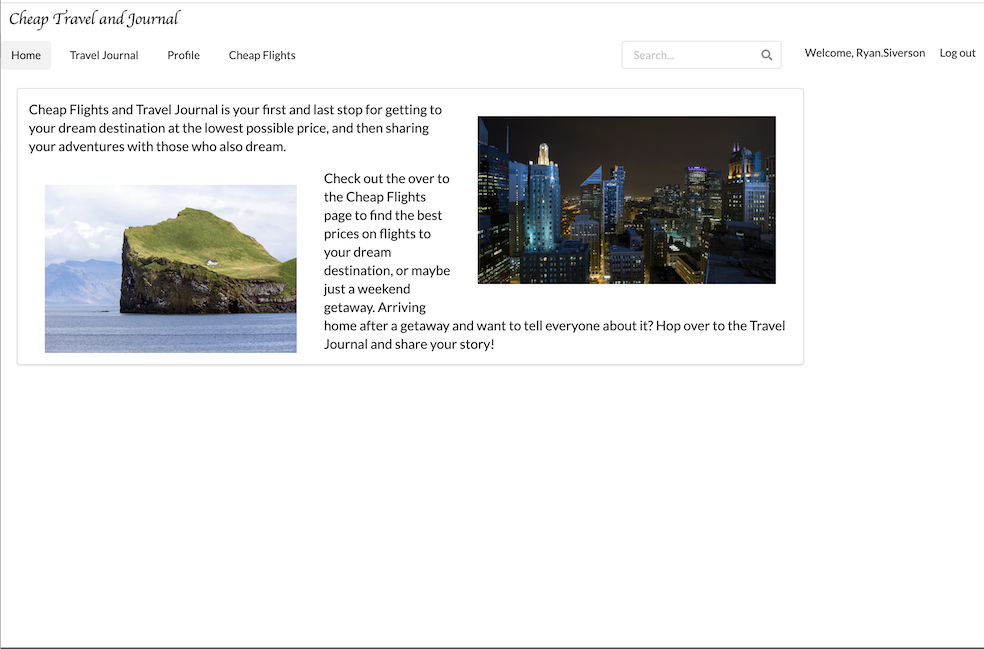 Cheap Travel and Journal
Home Travel Journal Profile Cheap Flights Search... Welcome, Ryan.Siverson Log out
Cheap Flights and Travel Journal is your first and last stop for getting to
your dream destination at the lowest possible price, and then sharing
your adventures with those who also dream.
Check out the over to
the Cheap Flights
page to find the best
prices on flights to
your dream
destination, or maybe
just a weekend
getaway. Arriving
home after a getaway and want to tell everyone about it? Hop over to the Travel
Journal and share your story!